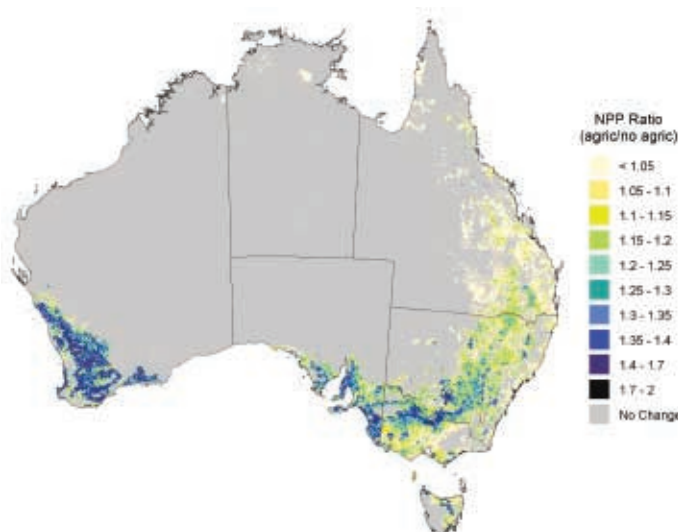 NPP Ratio
(agric/no agric)
< 1.05
1.05 - 1.1
1.1 - 1.15
1.15 - 1.2
1.2 - 1.25
1.25 - 1.3
1.3 - 1.35
1.35 - 1.4
1.4 - 1.7
1.7 - 2
No Change